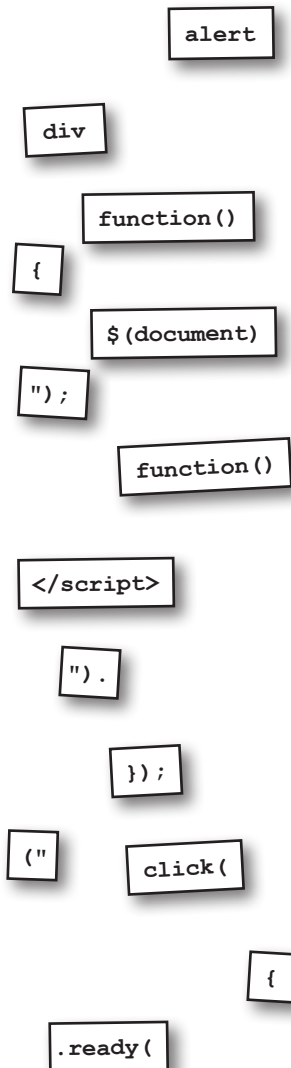 alert
div
function()
{
$(document)
");
function()
</script>
").
});
("
click(
{
.ready(